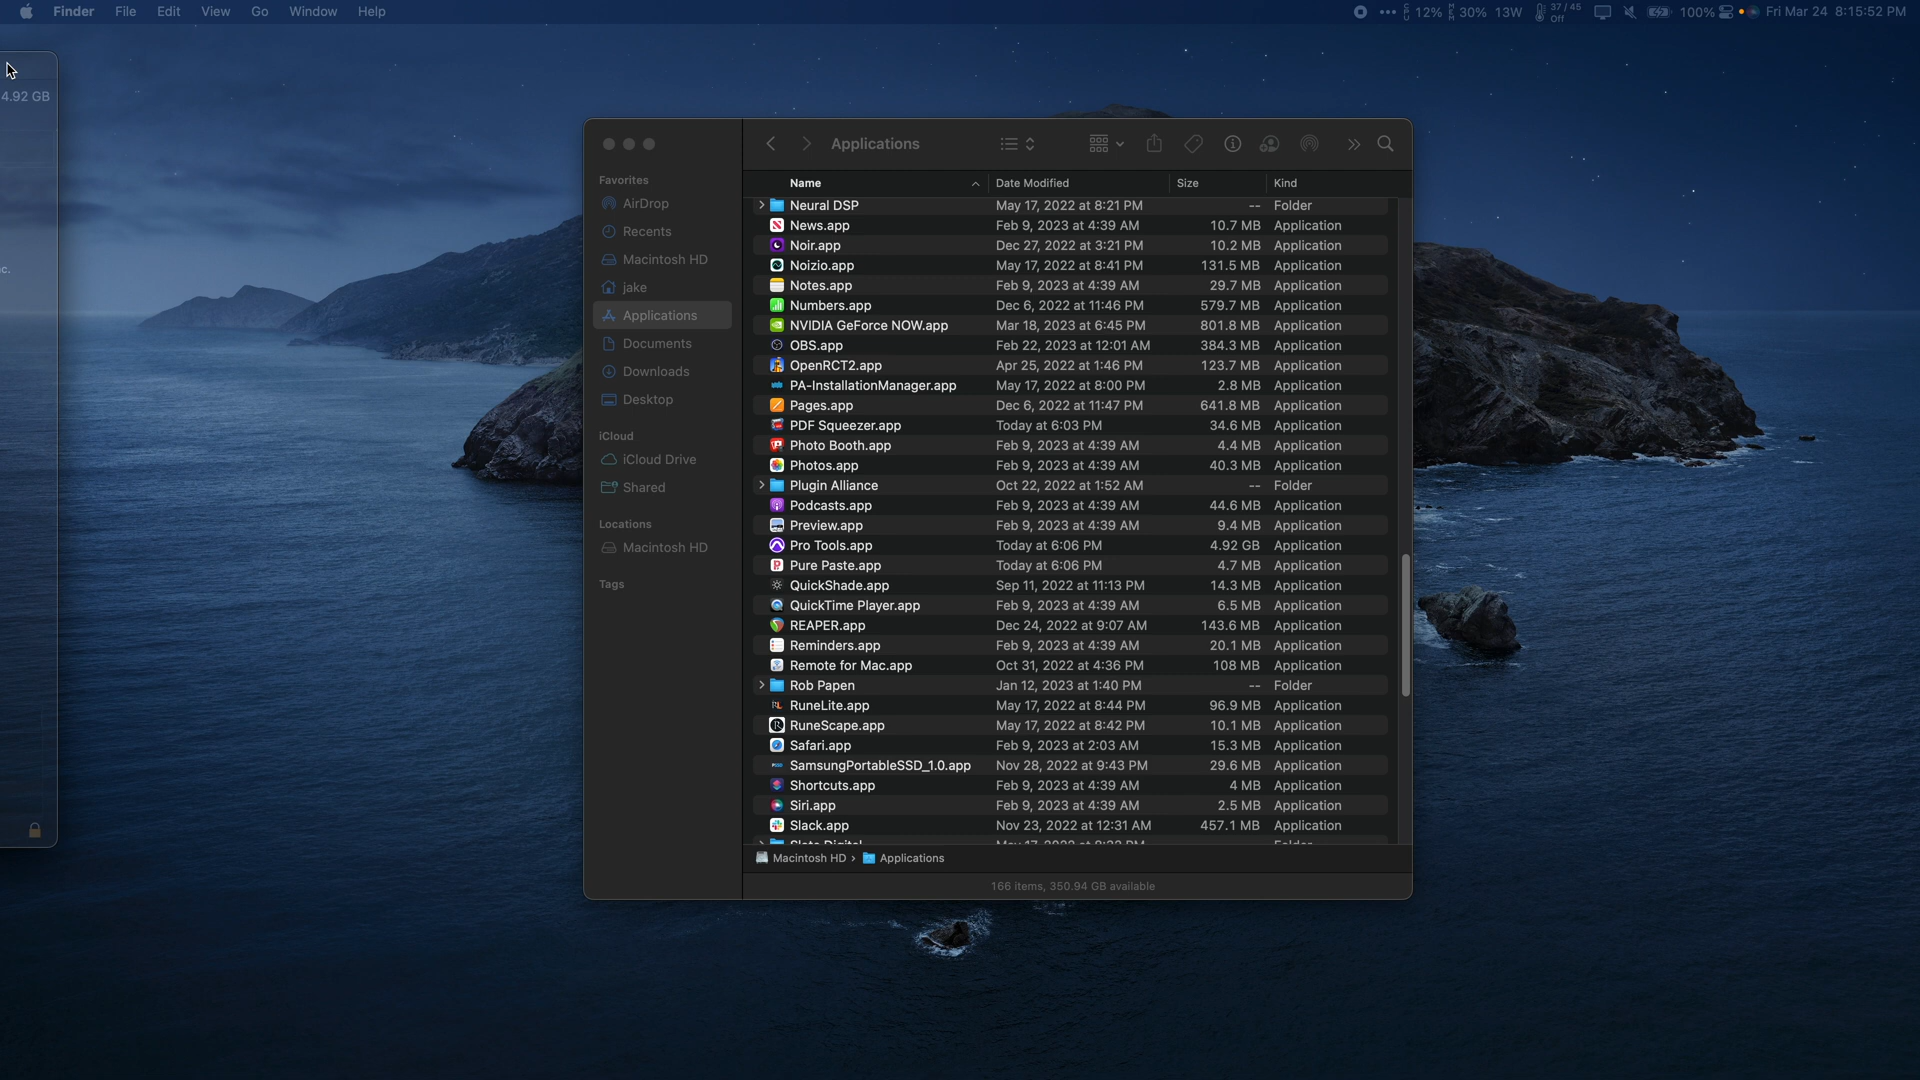 Finder File Edit View Go Window Help
12% 30% 13W 37 / 45 Off 100% Fri Mar 24 8:15:52 PM
4.92 GB
c.
Applications
Favorites
AirDrop
Recents
Macintosh HD
jake
Applications
Documents
Downloads
Desktop
iCloud
iCloud Drive
Shared
Locations
Macintosh HD
Tags
Name Date Modified Size Kind
Neural DSP May 17, 2022 at 8:21 PM -- Folder
News.app Feb 9, 2023 at 4:39 AM 10.7 MB Application
Noir.app Dec 27, 2022 at 3:21 PM 10.2 MB Application
Noizio.app May 17, 2022 at 8:41 PM 131.5 MB Application
Notes.app Feb 9, 2023 at 4:39 AM 29.7 MB Application
Numbers.app Dec 6, 2022 at 11:46 PM 579.7 MB Application
NVIDIA GeForce NOW.app Mar 18, 2023 at 6:45 PM 801.8 MB Application
OBS.app Feb 22, 2023 at 12:01 AM 384.3 MB Application
OpenRCT2.app Apr 25, 2022 at 1:46 PM 123.7 MB Application
PA-InstallationManager.app May 17, 2022 at 8:00 PM 2.8 MB Application
Pages.app Dec 6, 2022 at 11:47 PM 641.8 MB Application
PDF Squeezer.app Today at 6:03 PM 34.6 MB Application
Photo Booth.app Feb 9, 2023 at 4:39 AM 4.4 MB Application
Photos.app Feb 9, 2023 at 4:39 AM 40.3 MB Application
Plugin Alliance Oct 22, 2022 at 1:52 AM -- Folder
Podcasts.app Feb 9, 2023 at 4:39 AM 44.6 MB Application
Preview.app Feb 9, 2023 at 4:39 AM 9.4 MB Application
Pro Tools.app Today at 6:06 PM 4.92 GB Application
Pure Paste.app Today at 6:06 PM 4.7 MB Application
QuickShade.app Sep 11, 2022 at 11:13 PM 14.3 MB Application
QuickTime Player.app Feb 9, 2023 at 4:39 AM 6.5 MB Application
REAPER.app Dec 24, 2022 at 9:07 AM 143.6 MB Application
Reminders.app Feb 9, 2023 at 4:39 AM 20.1 MB Application
Remote for Mac.app Oct 31, 2022 at 4:36 PM 108 MB Application
Rob Papen Jan 12, 2023 at 1:40 PM -- Folder
RuneLite.app May 17, 2022 at 8:44 PM 96.9 MB Application
RuneScape.app May 17, 2022 at 8:42 PM 10.1 MB Application
Safari.app Feb 9, 2023 at 2:03 AM 15.3 MB Application
SamsungPortableSSD_1.0.app Nov 28, 2022 at 9:43 PM 29.6 MB Application
Shortcuts.app Feb 9, 2023 at 4:39 AM 4 MB Application
Siri.app Feb 9, 2023 at 4:39 AM 2.5 MB Application
Slack.app Nov 23, 2022 at 12:31 AM 457.1 MB Application
Macintosh HD › Applications
166 items, 350.94 GB available